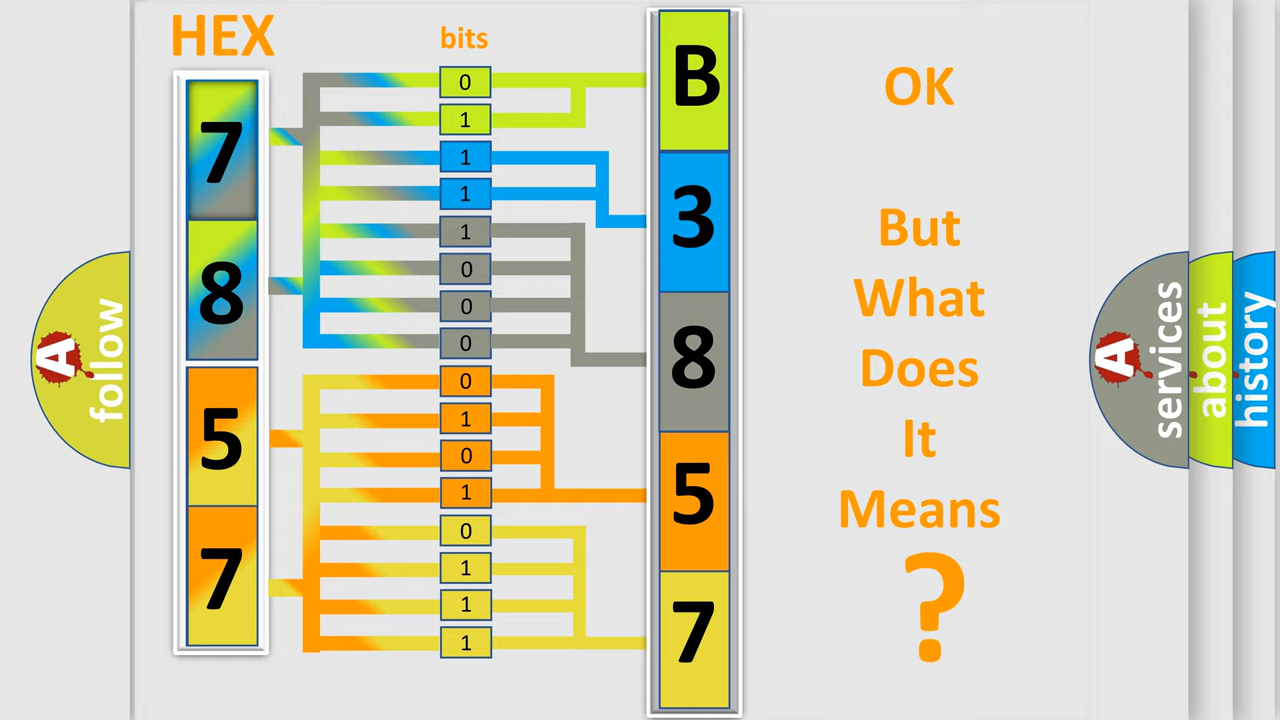 HEX
bits
7
8
5
7
0
1
1
1
1
0
0
0
0
1
0
1
0
1
1
1
B
3
8
5
7
OK
But
What
Does
It
Means
?
A
follow
A
services
about
history